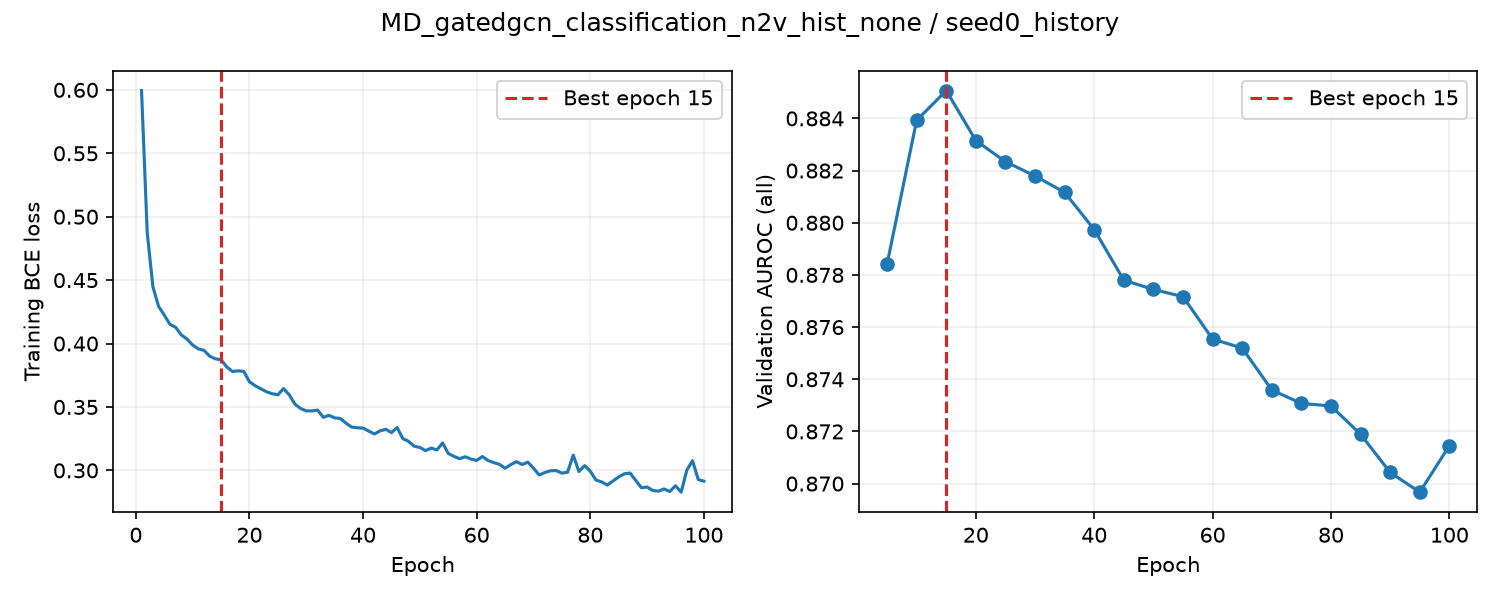 MD_gatedgcn_classification_n2v_hist_none / seed0_history
Training BCE loss
0.60
0.55
0.50
0.45
0.40
0.35
0.30
Best epoch 15
0 20 40 60 80 100
Epoch
Validation AUROC (all)
0.884
0.882
0.880
0.878
0.876
0.874
0.872
0.870
Best epoch 15
20 40 60 80 100
Epoch